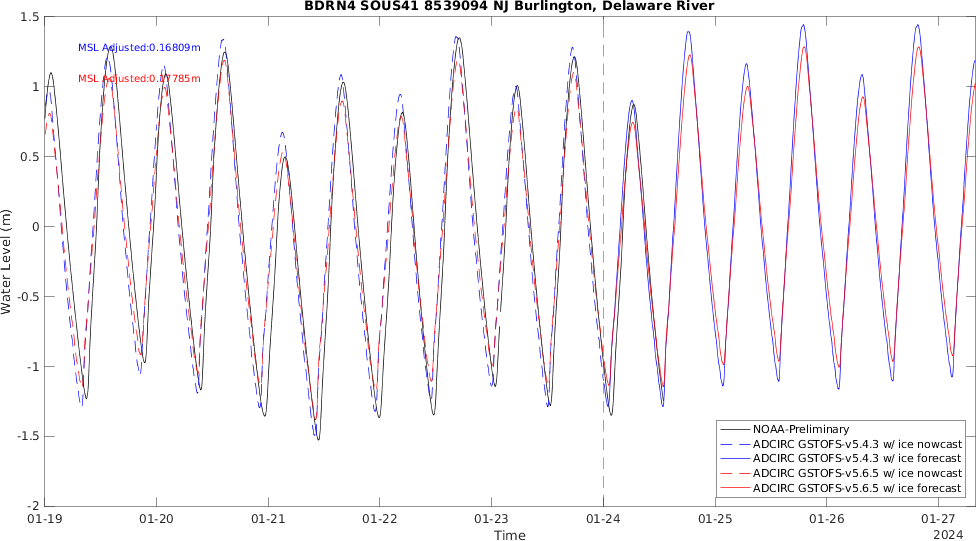 BDRN4 SOUS41 8539094 NJ Burlington, Delaware River
MSL Adjusted:0.16809m
MSL Adjusted:0.17785m
Water Level (m)
1.5
1
0.5
0
-0.5
-1
-1.5
-2
01-19
01-20
01-21
01-22
01-23
01-24
01-25
01-26
01-27
Time
2024
NOAA-Preliminary
ADCIRC GSTOFS-v5.4.3 w/ ice nowcast
ADCIRC GSTOFS-v5.4.3 w/ ice forecast
ADCIRC GSTOFS-v5.6.5 w/ ice nowcast
ADCIRC GSTOFS-v5.6.5 w/ ice forecast